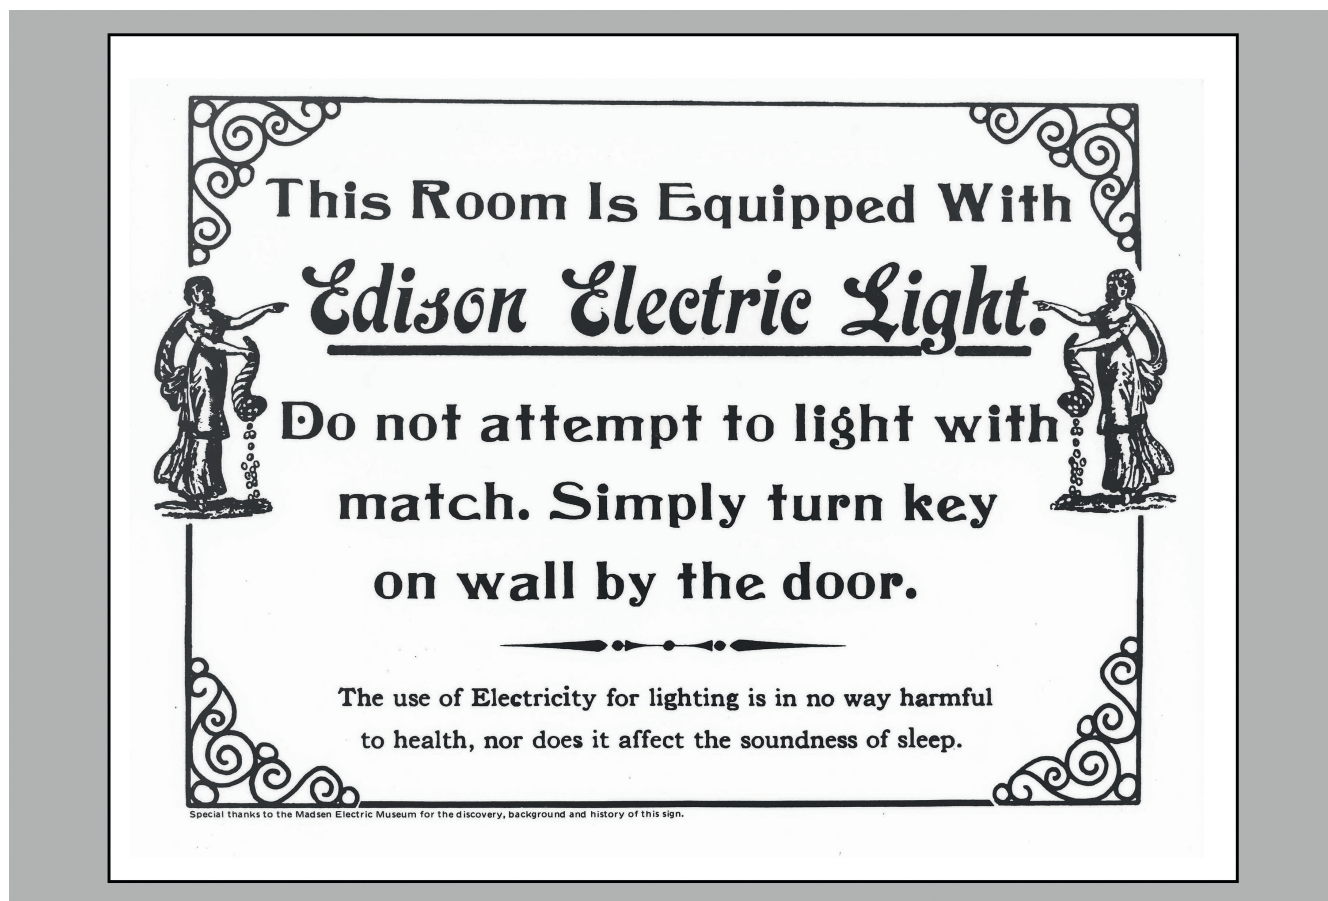 This Room Is Equipped With
Edison Electric Light.
Do not attempt to light with
match. Simply turn key
on wall by the door.
The use of Electricity for lighting is in no way harmful
to health, nor does it affect the soundness of sleep.
Special thanks to the Madsen Electric Museum for the discovery, background and history of this sign.